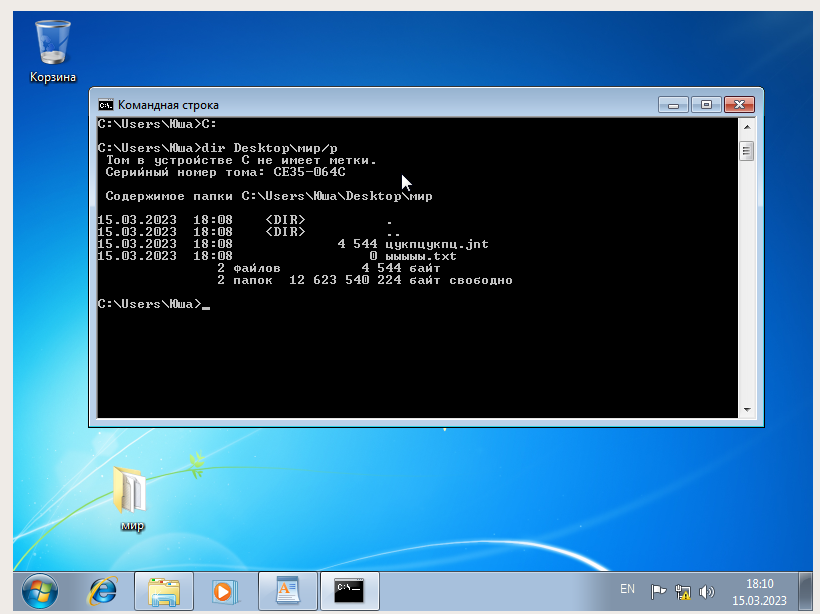 Корзина
Командная строка
C:\Users\Юша>C:
C:\Users\Юша>dir Desktop\мир/p
Том в устройстве C не имеет метки.
Серийный номер тома: CE35-064C
Содержимое папки C:\Users\Юша\Desktop\мир
15.03.2023 18:08 <DIR> .
15.03.2023 18:08 <DIR> ..
15.03.2023 18:08 4 544 цукпцукпц.jnt
15.03.2023 18:08 0 ыыыыы.txt
2 файлов 4 544 байт
2 папок 12 623 540 224 байт свободно
C:\Users\Юша>_
мир
EN
18:10
15.03.2023